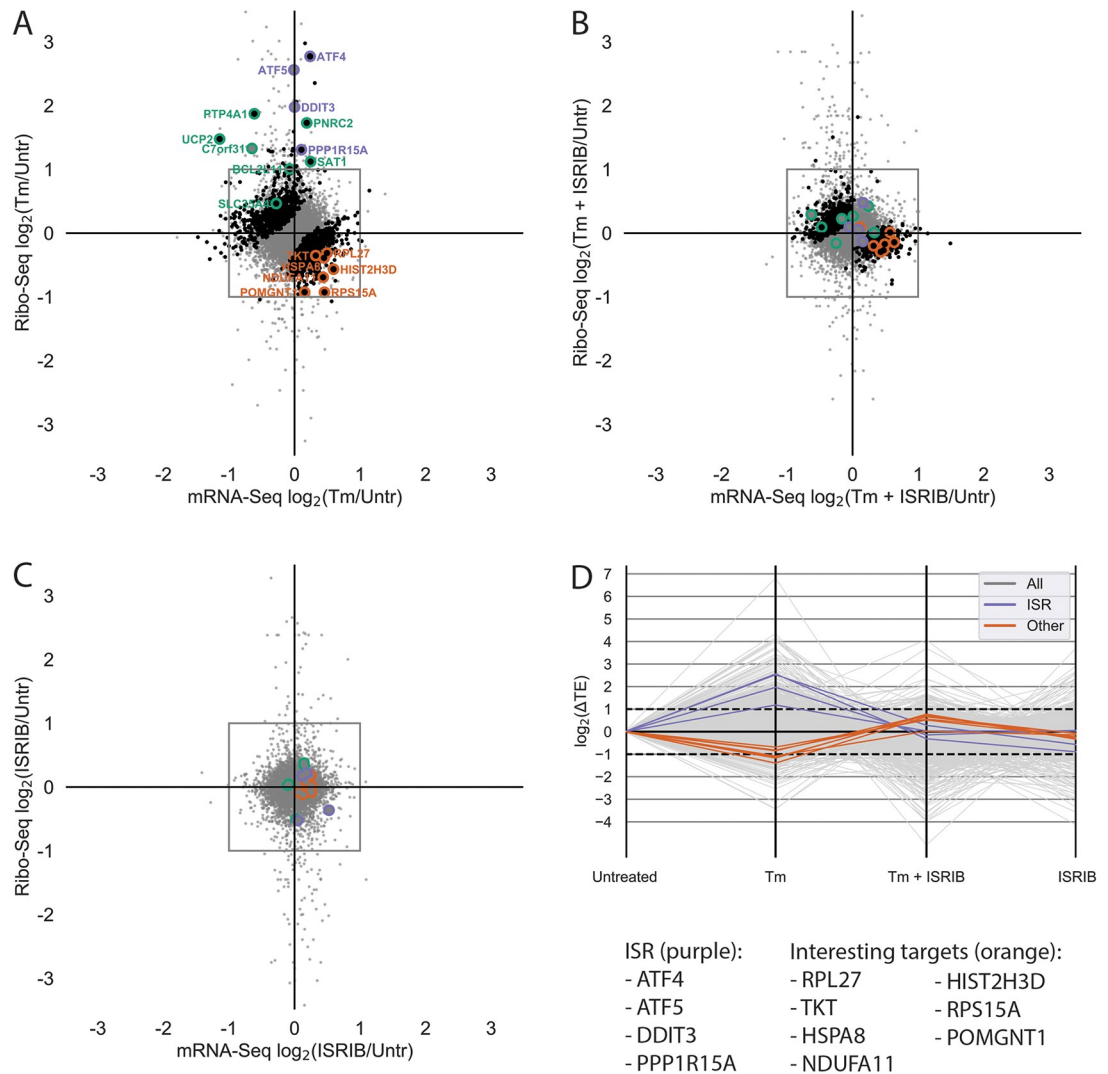 A
Ribo-Seq log2(Tm/Untr)
3
2
1
0
-1
-2
-3
ATF4
ATF5
DDIT3
PTP4A1
PNRC2
UCP2
C7orf31
PPP1R15A
SAT1
BCL2L11
RPL27
TKT
HSPA8
HIST2H3D
NDUFA11
POMGNT1
RPS15A
-3 -2 -1 0 1 2 3
mRNA-Seq log2(Tm/Untr)
B
Ribo-Seq log2(Tm + ISRIB/Untr)
3
2
1
0
-1
-2
-3
-3 -2 -1 0 1 2 3
mRNA-Seq log2(Tm + ISRIB/Untr)
C
Ribo-Seq log2(ISRIB/Untr)
3
2
1
0
-1
-2
-3
-3 -2 -1 0 1 2 3
mRNA-Seq log2(ISRIB/Untr)
D
log2(ΔTE)
7
6
5
4
3
2
1
0
−1
−2
−3
−4
All
ISR
Other
Untreated Tm Tm + ISRIB ISRIB
ISR (purple):
- ATF4
- ATF5
- DDIT3
- PPP1R15A
Interesting targets (orange):
- RPL27
- TKT
- HSPA8
- NDUFA11
- HIST2H3D
- RPS15A
- POMGNT1